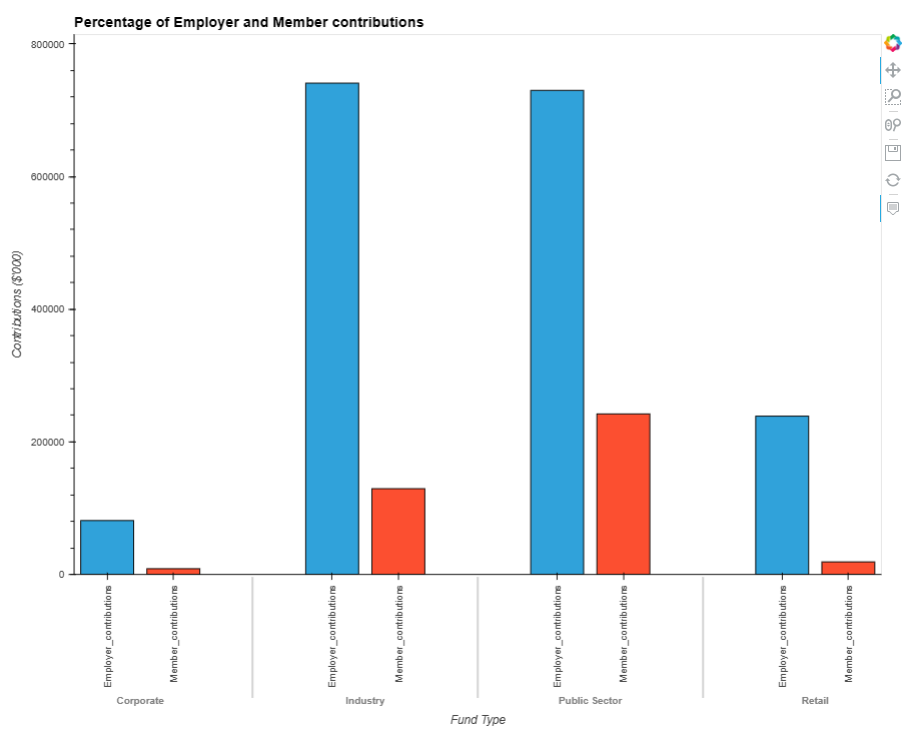 Percentage of Employer and Member contributions
800000
600000
400000
200000
0
Contributions ($'000)
Employer_contributions
Member_contributions
Employer_contributions
Member_contributions
Employer_contributions
Member_contributions
Employer_contributions
Member_contributions
Corporate
Industry
Public Sector
Retail
Fund Type